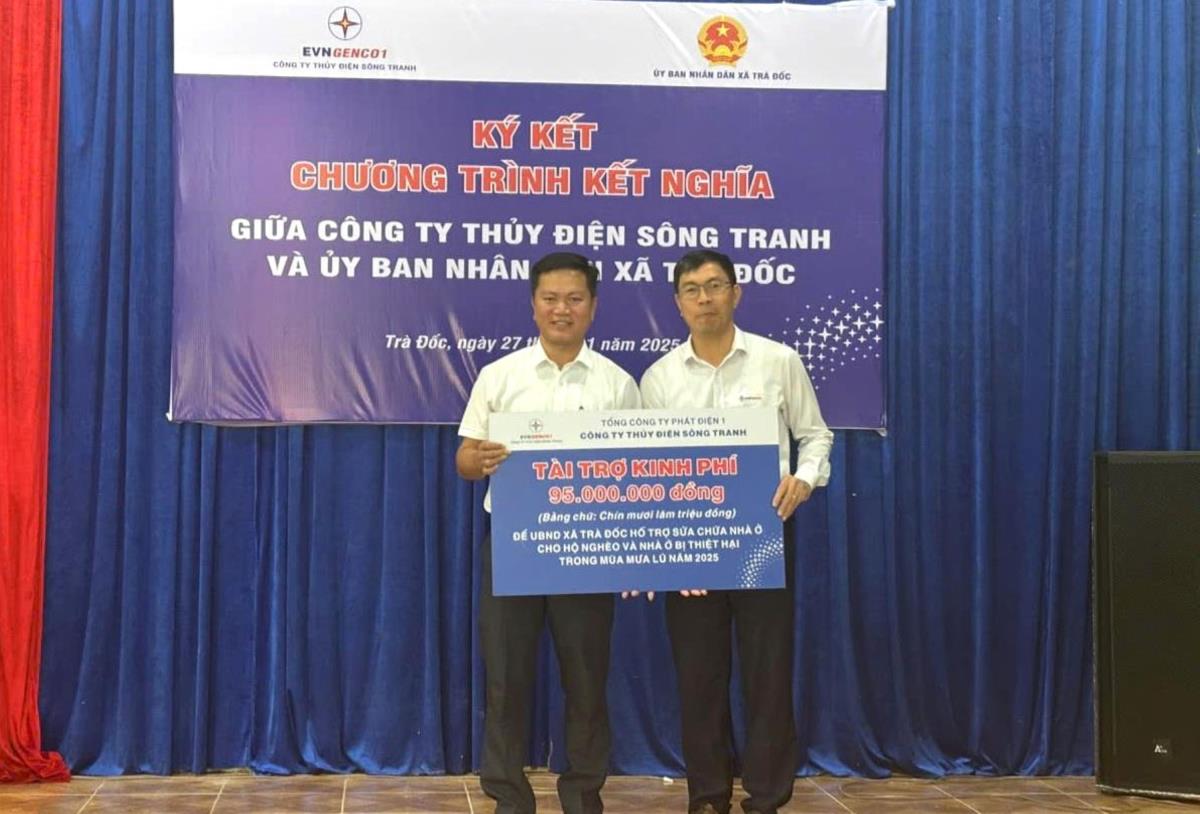 EVNGENCO1
CÔNG TY THỦY ĐIỆN SÔNG TRANH
ỦY BAN NHÂN DÂN XÃ TRÀ ĐỐC
KÝ KẾT
CHƯƠNG TRÌNH KẾT NGHĨA
GIỮA CÔNG TY THỦY ĐIỆN SÔNG TRANH
VÀ ỦY BAN NHÂN XÃ ĐỐC
Trà Đốc, ngày 27 năm 2025
EVNGENCO1
TỔNG CÔNG TY PHÁT ĐIỆN 1
CÔNG TY THỦY ĐIỆN SÔNG TRANH
TÀI TRỢ KINH PHÍ
95.000.000 đồng
(Bằng chữ: Chín mươi lăm triệu đồng)
ĐỂ UBND XÃ TRÀ ĐỐC HỖ TRỢ SỬA CHỮA NHÀ Ở
CHO HỘ NGHÈO VÀ NHÀ Ở BỊ THIỆT HẠI
TRONG MÙA MƯA LŨ NĂM 2025